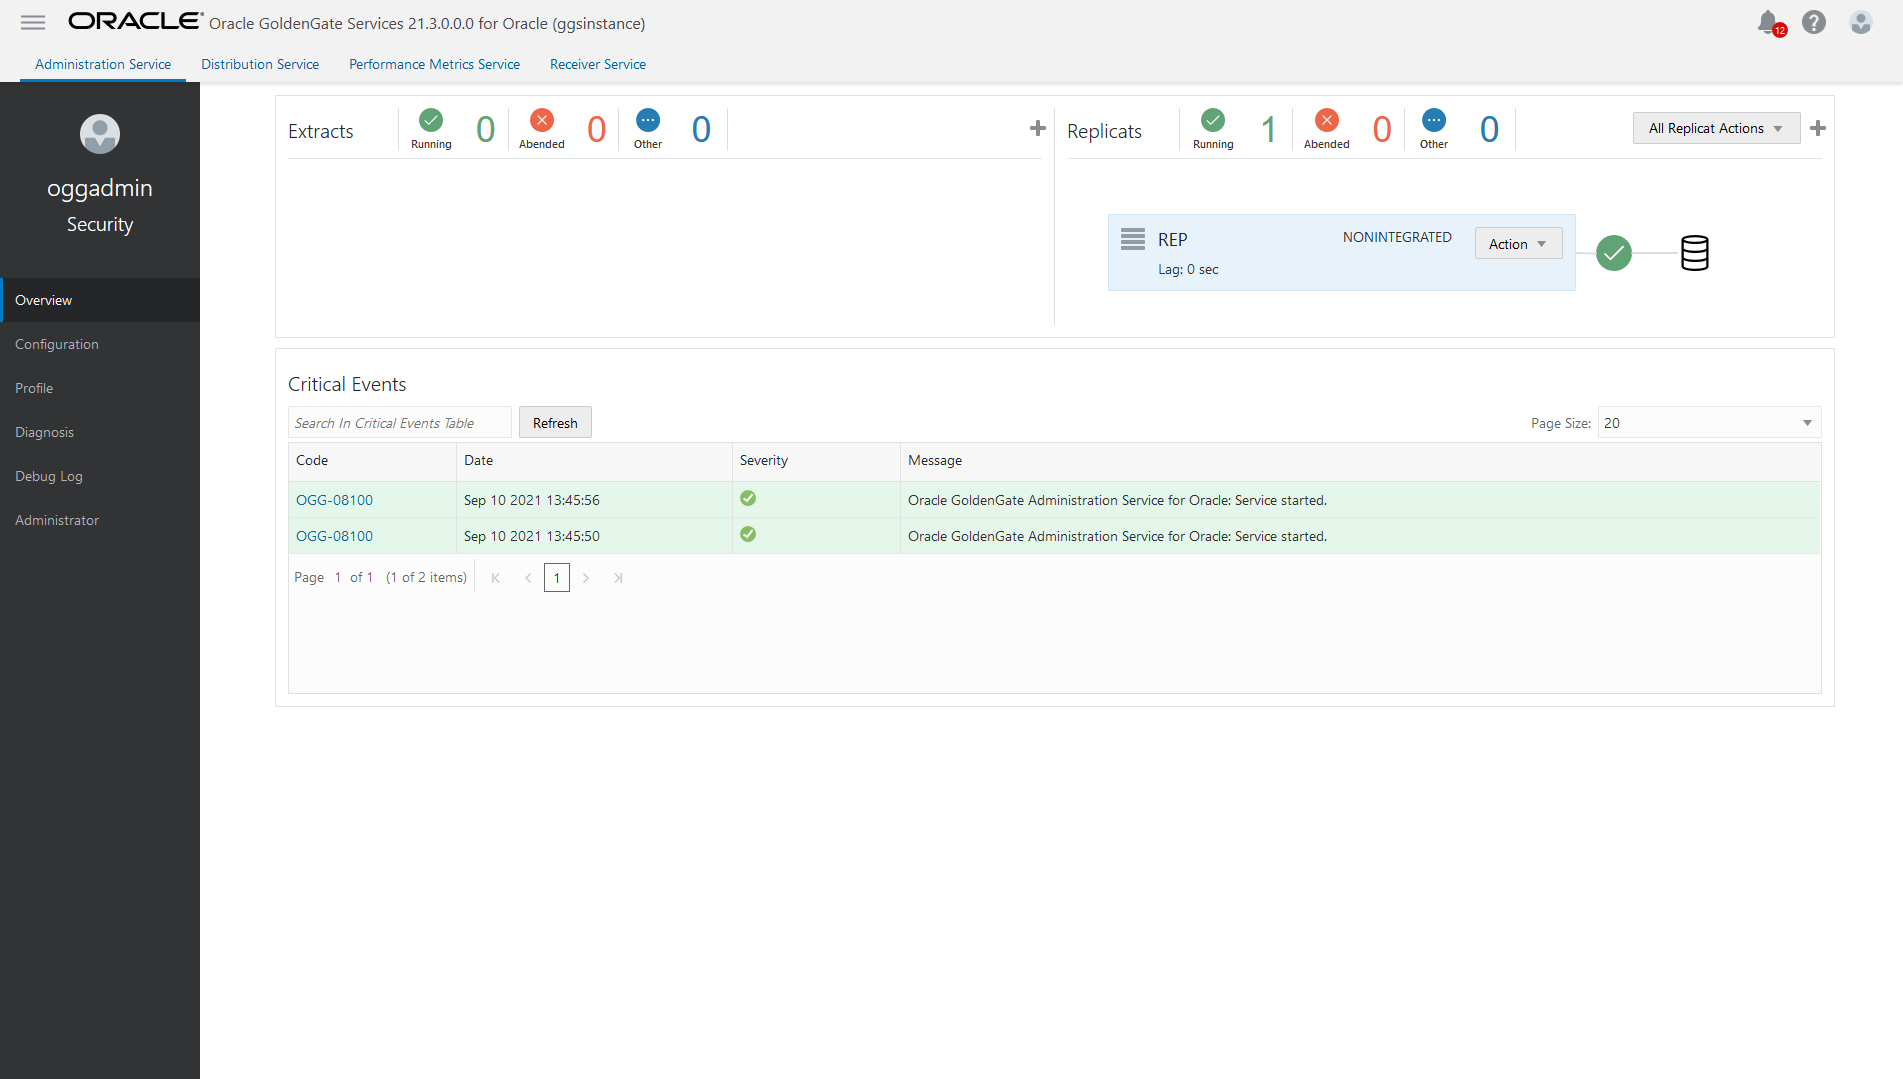 ORACLE Oracle GoldenGate Services 21.3.0.0.0 for Oracle (ggsinstance)
12
Administration Service Distribution Service Performance Metrics Service Receiver Service
oggadmin
Security
Overview
Configuration
Profile
Diagnosis
Debug Log
Administrator
Extracts Running 0 Abended 0 Other 0
Replicats Running 1 Abended 0 Other 0 All Replicat Actions
REP NONINTEGRATED Action
Lag: 0 sec
Critical Events
Search In Critical Events Table Refresh Page Size: 20
Code Date Severity Message
OGG-08100 Sep 10 2021 13:45:56 Oracle GoldenGate Administration Service for Oracle: Service started.
OGG-08100 Sep 10 2021 13:45:50 Oracle GoldenGate Administration Service for Oracle: Service started.
Page 1 of 1 (1 of 2 items) 1